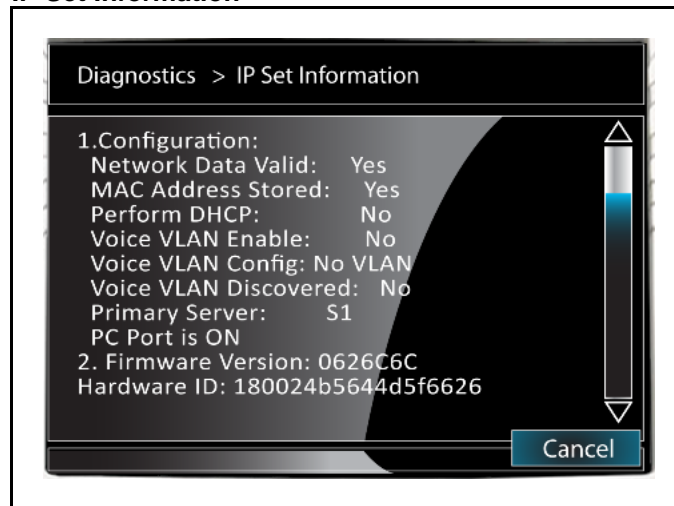 Diagnostics > IP Set Information
1.Configuration:
Network Data Valid: Yes
MAC Address Stored: Yes
Perform DHCP: No
Voice VLAN Enable: No
Voice VLAN Config: No VLAN
Voice VLAN Discovered: No
Primary Server: S1
PC Port is ON
2. Firmware Version: 0626C6C
Hardware ID: 180024b5644d5f6626
Cancel